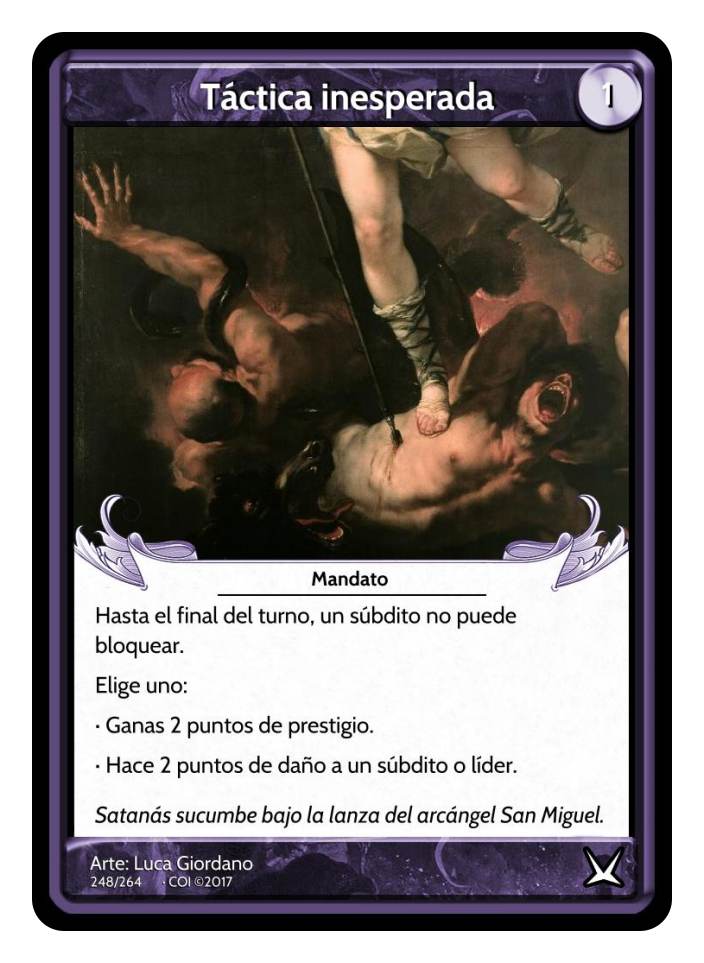 Táctica inesperada
1
Mandato
Hasta el final del turno, un súbdito no puede
bloquear.
Elige uno:
· Ganas 2 puntos de prestigio.
· Hace 2 puntos de daño a un súbdito o líder.
Satanás sucumbe bajo la lanza del arcángel San Miguel.
Arte: Luca Giordano
248/264 · COI ©2017